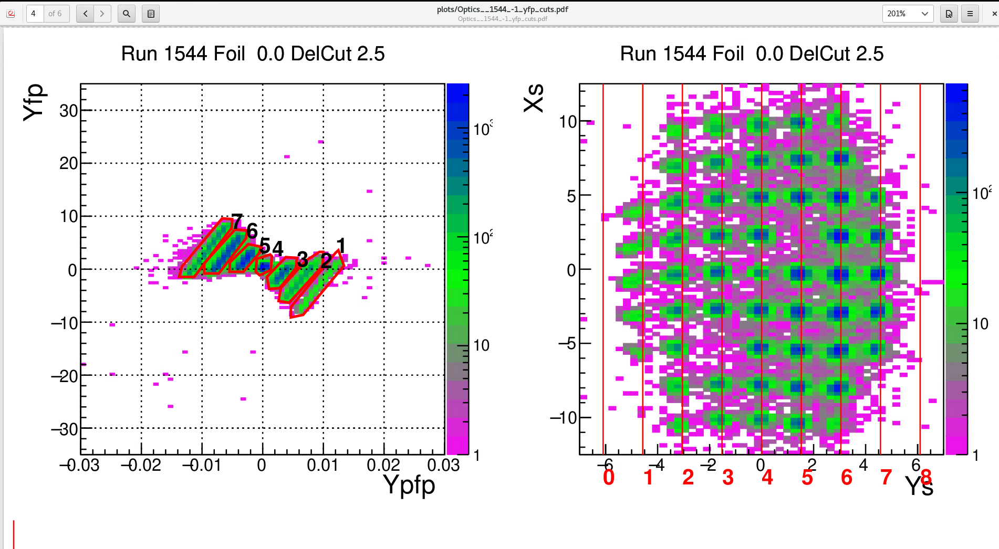 plots/Optics__1544_-1_yfp_cuts.pdf
Optics__1544_-1_yfp_cuts.pdf
4 of 6
201%
Run 1544 Foil 0.0 DelCut 2.5
Yfp
30
20
10
0
−10
−20
−30
−0.03 −0.02 −0.01 0 0.01 0.02 0.03
Ypfp
7
6
5
4
3
2
1
10³
10²
10
1
Run 1544 Foil 0.0 DelCut 2.5
Xs
10
5
0
−5
−10
−6 −4 −2 0 2 4 6
0 1 2 3 4 5 6 7 8
Ys
10²
10
1